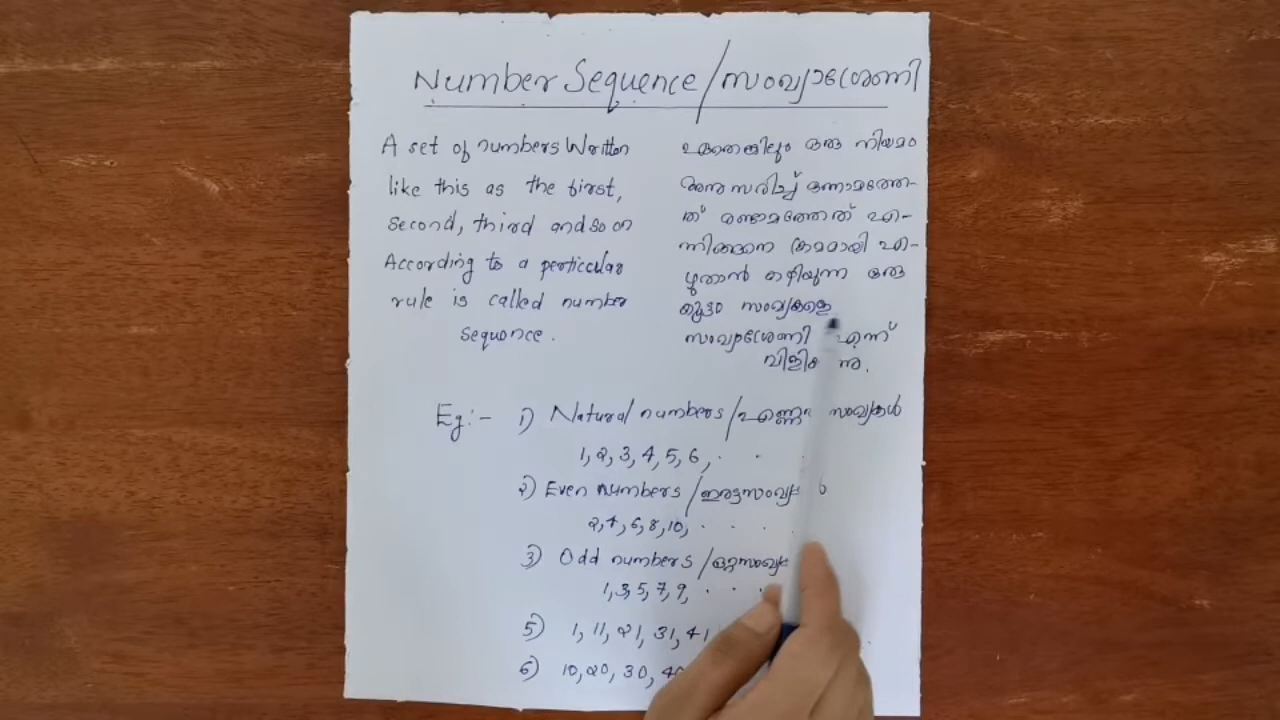 Number Sequence/സംഖ്യാശ്രേണി
A set of numbers Written
like this as the first,
second, third and so on
According to a perticular
rule is called number
sequence.
ഏതെങ്കിലും ഒരു നിയമം
അനുസരിച്ച് ഒന്നാമത്തേ-
ത് രണ്ടാമത്തേത് എ-
ന്നിങ്ങനെ ക്രമമായി എ-
ഴുതാൻ കഴിയുന്ന ഒരു
കൂട്ടം സംഖ്യകളെ
സംഖ്യാശ്രേണി എന്ന്
Eg:- 1) Natural numbers/എണ്ണൽ സംഖ്യകൾ
1, 2, 3, 4, 5, 6, . . .
2) Even numbers/ഇരട്ടസംഖ്യ
2, 4, 6, 8, 10, . . . .
3) Odd numbers/ഒറ്റസംഖ്യ
1, 3, 5, 7, 9, . . .
5) 1, 11, 21, 31, 41
6) 10, 20, 30, 40